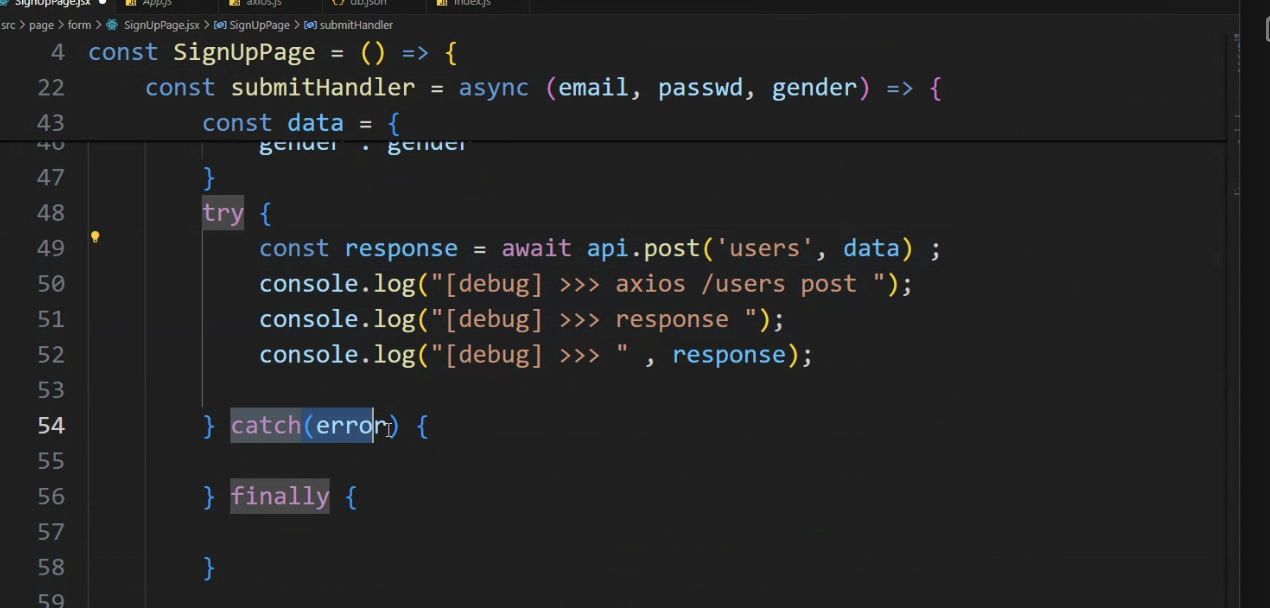 SignUpPage.jsx App.js axios.js db.json index.js
src > page > form > SignUpPage.jsx > SignUpPage > submitHandler
4 const SignUpPage = () => {
22 const submitHandler = async (email, passwd, gender) => {
43 const data = {
46 gender : gender
47 }
48 try {
49 const response = await api.post('users', data) ;
50 console.log("[debug] >>> axios /users post ");
51 console.log("[debug] >>> response ");
52 console.log("[debug] >>> " , response);
53
54 } catch(error) {
55
56 } finally {
57
58 }
59